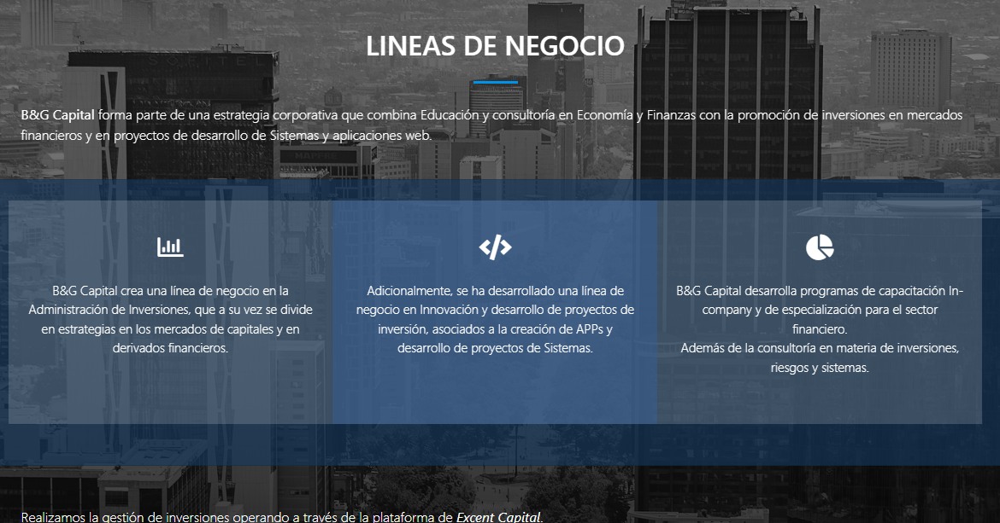 LINEAS DE NEGOCIO
B&G Capital forma parte de una estrategia corporativa que combina Educación y consultoría en Economía y Finanzas con la promoción de inversiones en mercados
financieros y en proyectos de desarrollo de Sistemas y aplicaciones web.
SOFITEL
MAPFRE
B&G Capital crea una línea de negocio en la
Administración de Inversiones, que a su vez se divide
en estrategias en los mercados de capitales y en
derivados financieros.
Adicionalmente, se ha desarrollado una línea de
negocio en Innovación y desarrollo de proyectos de
inversión, asociados a la creación de APPs y
desarrollo de proyectos de Sistemas.
B&G Capital desarrolla programas de capacitación In-
company y de especialización para el sector
financiero.
Además de la consultoría en materia de inversiones,
riesgos y sistemas.
Realizamos la gestión de inversiones operando a través de la plataforma de Excent Capital.